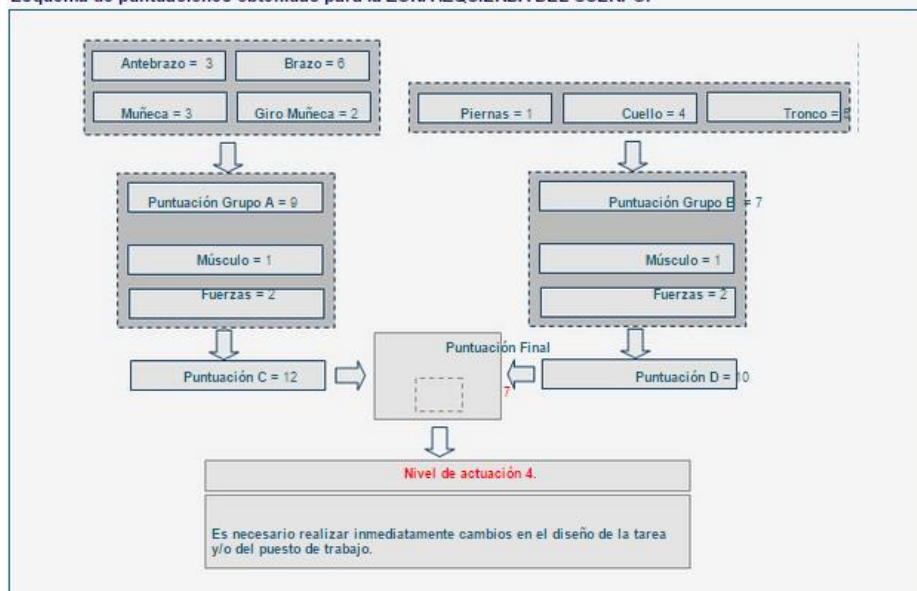 Antebrazo = 3
Brazo = 6
Muñeca = 3
Giro Muñeca = 2
Piernas = 1
Cuello = 4
Tronco =
Puntuación Grupo A = 9
Músculo = 1
Fuerzas = 2
Puntuación Grupo B = 7
Músculo = 1
Fuerzas = 2
Puntuación C = 12
Puntuación Final
7
Puntuación D = 10
Nivel de actuación 4.
Es necesario realizar inmediatamente cambios en el diseño de la tarea
y/o del puesto de trabajo.